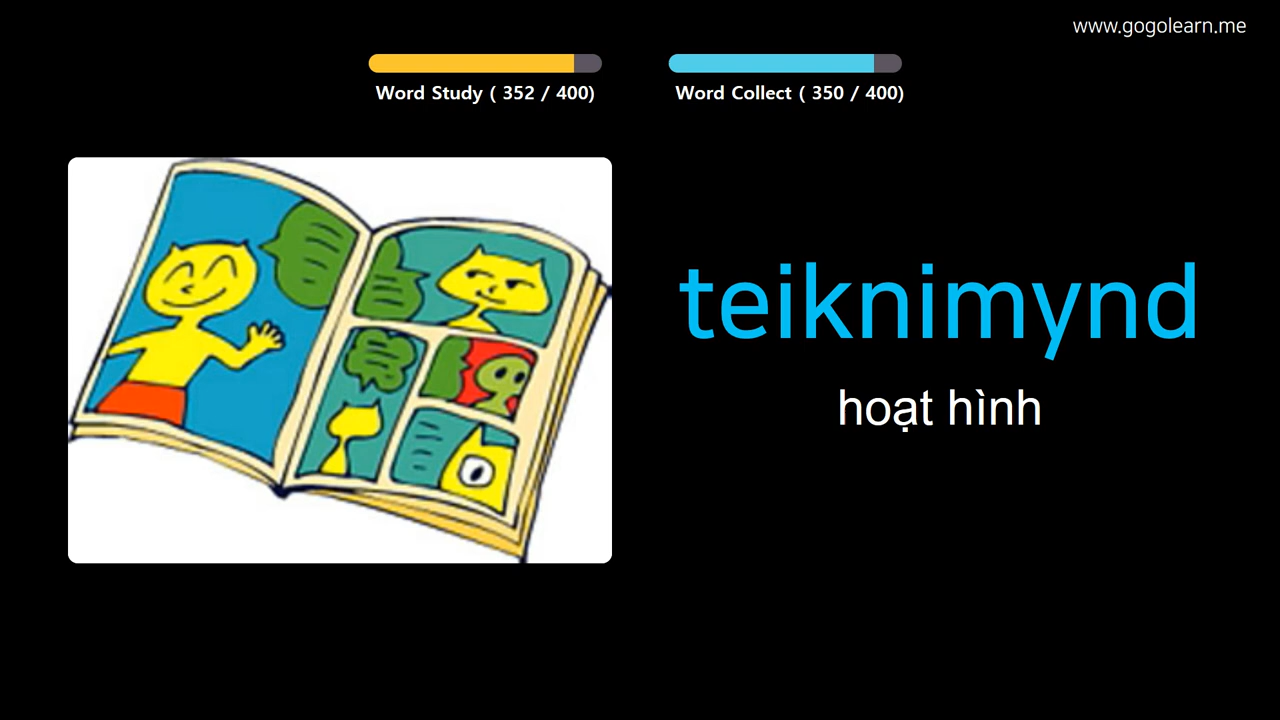 www.gogolearn.me
Word Study ( 352 / 400)
Word Collect ( 350 / 400)
teiknimynd
hoạt hình